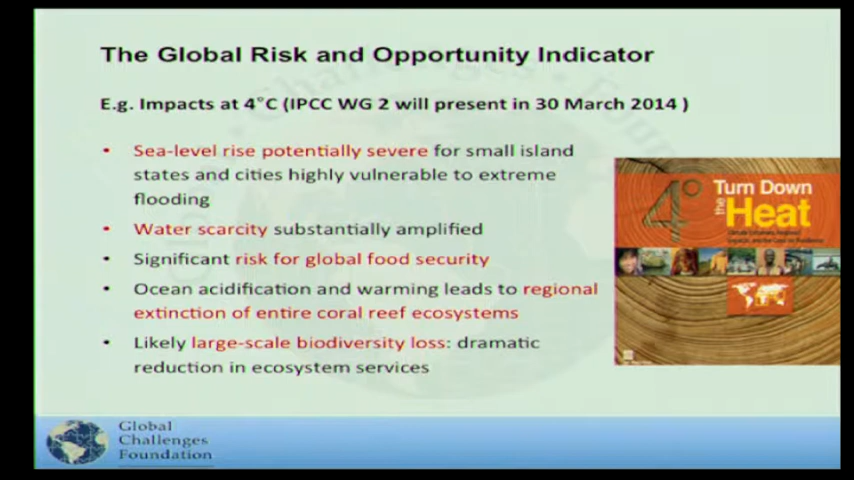 The Global Risk and Opportunity Indicator
E.g. Impacts at 4°C (IPCC WG 2 will present in 30 March 2014 )
• Sea-level rise potentially severe for small island
states and cities highly vulnerable to extreme
flooding
• Water scarcity substantially amplified
• Significant risk for global food security
• Ocean acidification and warming leads to regional
extinction of entire coral reef ecosystems
• Likely large-scale biodiversity loss: dramatic
reduction in ecosystem services
4° Turn Down
the Heat
Global
Challenges
Foundation